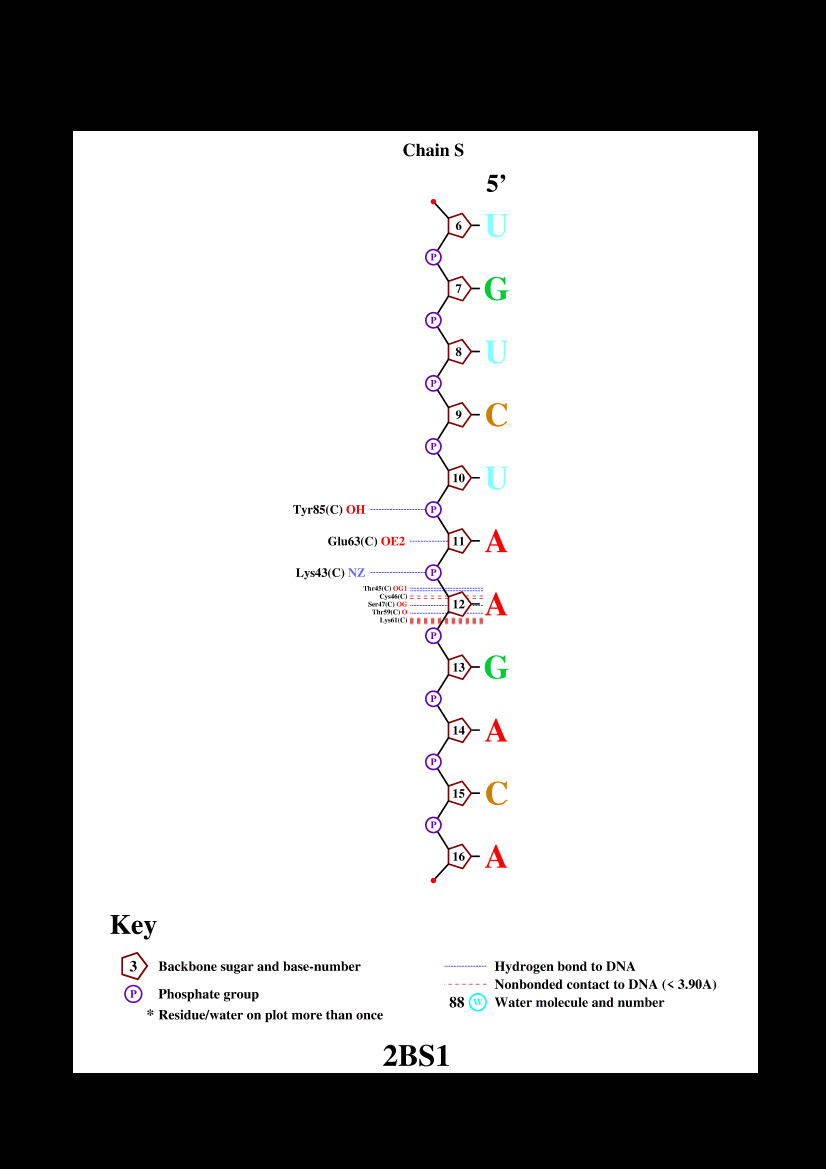 Chain S
5’
6 U
P
7 G
P
8 U
P
9 C
P
10 U
Tyr85(C) OH P
Glu63(C) OE2 11 A
Lys43(C) NZ P
Thr45(C) OG1
Cys46(C)
Ser47(C) OG 12 A
Thr59(C) O
Lys61(C)
P
13 G
P
14 A
P
15 C
P
16 A
Key
3 Backbone sugar and base-number
P Phosphate group
* Residue/water on plot more than once
Hydrogen bond to DNA
Nonbonded contact to DNA (< 3.90A)
88 W Water molecule and number
2BS1